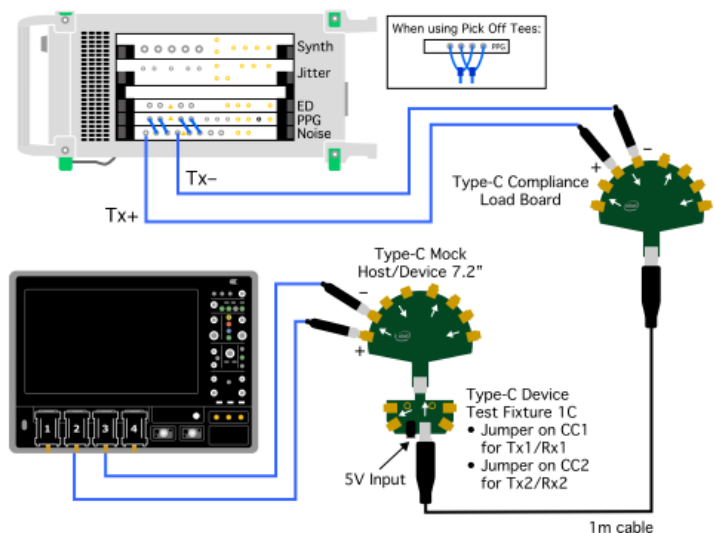 Synth
Jitter
ED
PPG
Noise
When using Pick Off Tees:
PPG
Tx−
Tx+
−
+
Type-C Compliance
Load Board
Type-C Mock
Host/Device 7.2”
−
+
1
2
3
4
5V Input
Type-C Device
Test Fixture 1C
• Jumper on CC1
for Tx1/Rx1
• Jumper on CC2
for Tx2/Rx2
1m cable